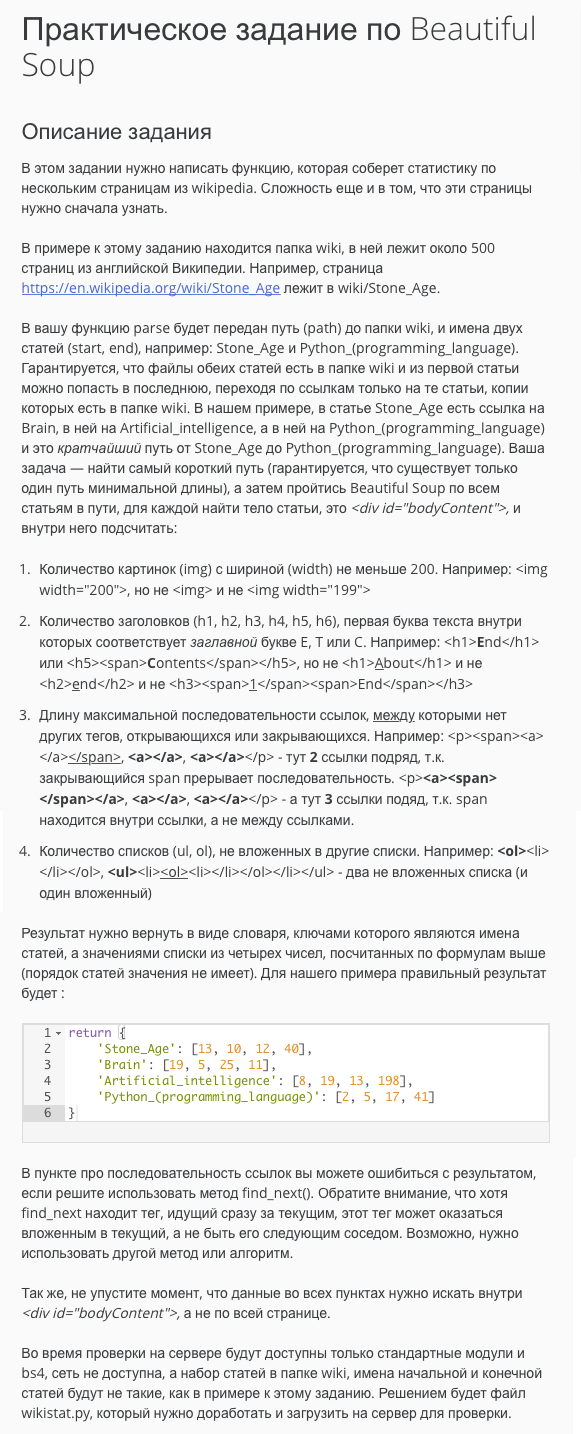 Практическое задание по Beautiful
Soup
Описание задания
В этом задании нужно написать функцию, которая соберет статистику по
нескольким страницам из wikipedia. Сложность еще и в том, что эти страницы
нужно сначала узнать.
В примере к этому заданию находится папка wiki, в ней лежит около 500
страниц из английской Википедии. Например, страница
https://en.wikipedia.org/wiki/Stone_Age лежит в wiki/Stone_Age.
В вашу функцию parse будет передан путь (path) до папки wiki, и имена двух
статей (start, end), например: Stone_Age и Python_(programming_language).
Гарантируется, что файлы обеих статей есть в папке wiki и из первой статьи
можно попасть в последнюю, переходя по ссылкам только на те статьи, копии
которых есть в папке wiki. В нашем примере, в статье Stone_Age есть ссылка на
Brain, в ней на Artificial_intelligence, а в ней на Python_(programming_language)
и это кратчайший путь от Stone_Age до Python_(programming_language). Ваша
задача — найти самый короткий путь (гарантируется, что существует только
один путь минимальной длины), а затем пройтись Beautiful Soup по всем
статьям в пути, для каждой найти тело статьи, это <div id="bodyContent">, и
внутри него подсчитать:
1. Количество картинок (img) с шириной (width) не меньше 200. Например: <img
width="200">, но не <img> и не <img width="199">
2. Количество заголовков (h1, h2, h3, h4, h5, h6), первая буква текста внутри
которых соответствует заглавной букве E, T или C. Например: <h1>End</h1>
или <h5><span>Contents</span></h5>, но не <h1>About</h1> и не
<h2>end</h2> и не <h3><span>1</span><span>End</span></h3>
3. Длину максимальной последовательности ссылок, между которыми нет
других тегов, открывающихся или закрывающихся. Например: <p><span><a>
</a></span>, <a></a>, <a></a></p> - тут 2 ссылки подряд, т.к.
закрывающийся span прерывает последовательность. <p><a><span>
</span></a>, <a></a>, <a></a></p> - а тут 3 ссылки подяд, т.к. span
находится внутри ссылки, а не между ссылками.
4. Количество списков (ul, ol), не вложенных в другие списки. Например: <ol><li>
</li></ol>, <ul><li><ol><li></li></ol></li></ul> - два не вложенных списка (и
один вложенный)
Результат нужно вернуть в виде словаря, ключами которого являются имена
статей, а значениями списки из четырех чисел, посчитанных по формулам выше
(порядок статей значения не имеет). Для нашего примера правильный результат
будет :
1 return {
2 'Stone_Age': [13, 10, 12, 40],
3 'Brain': [19, 5, 25, 11],
4 'Artificial_intelligence': [8, 19, 13, 198],
5 'Python_(programming_language)': [2, 5, 17, 41]
6 }
В пункте про последовательность ссылок вы можете ошибиться с результатом,
если решите использовать метод find_next(). Обратите внимание, что хотя
find_next находит тег, идущий сразу за текущим, этот тег может оказаться
вложенным в текущий, а не быть его следующим соседом. Возможно, нужно
использовать другой метод или алгоритм.
Так же, не упустите момент, что данные во всех пунктах нужно искать внутри
<div id="bodyContent">, а не по всей странице.
Во время проверки на сервере будут доступны только стандартные модули и
bs4, сеть не доступна, а набор статей в папке wiki, имена начальной и конечной
статей будут не такие, как в примере к этому заданию. Решением будет файл
wikistat.py, который нужно доработать и загрузить на сервер для проверки.